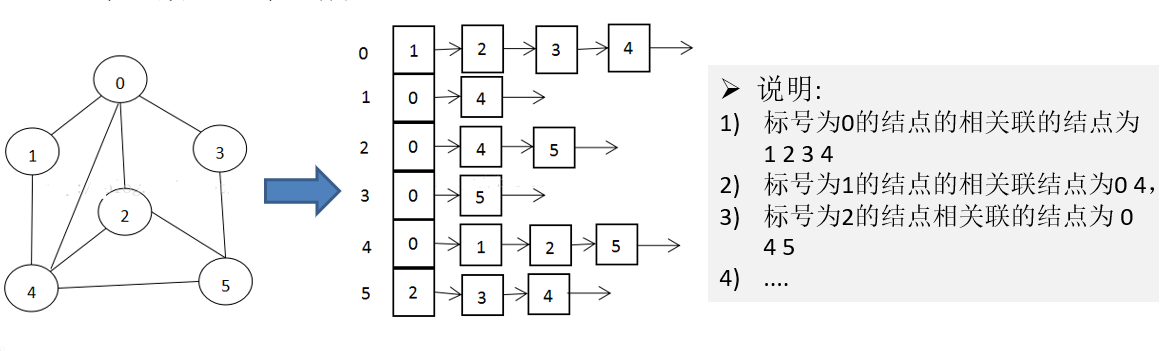 0
1
3
2
4
5
0 1 2 3 4
1 0 4
2 0 4 5
3 0 5
4 0 1 2 5
5 2 3 4
➢ 说明:
1) 标号为0的结点的相关联的结点为
1 2 3 4
2) 标号为1的结点的相关联结点为0 4,
3) 标号为2的结点相关联的结点为 0
4 5
4) ....